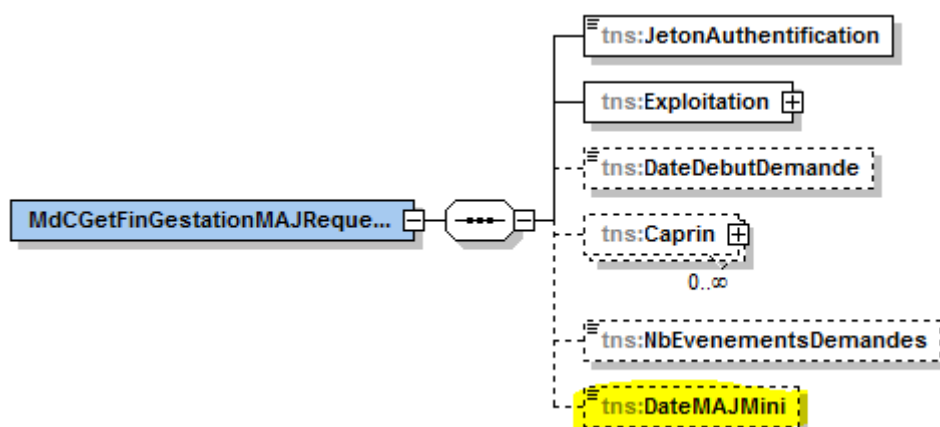 tns:JetonAuthentification
tns:Exploitation
tns:DateDebutDemande
MdCGetFinGestationMAJReque...
tns:Caprin
0..∞
tns:NbEvenementsDemandes
tns:DateMAJMini